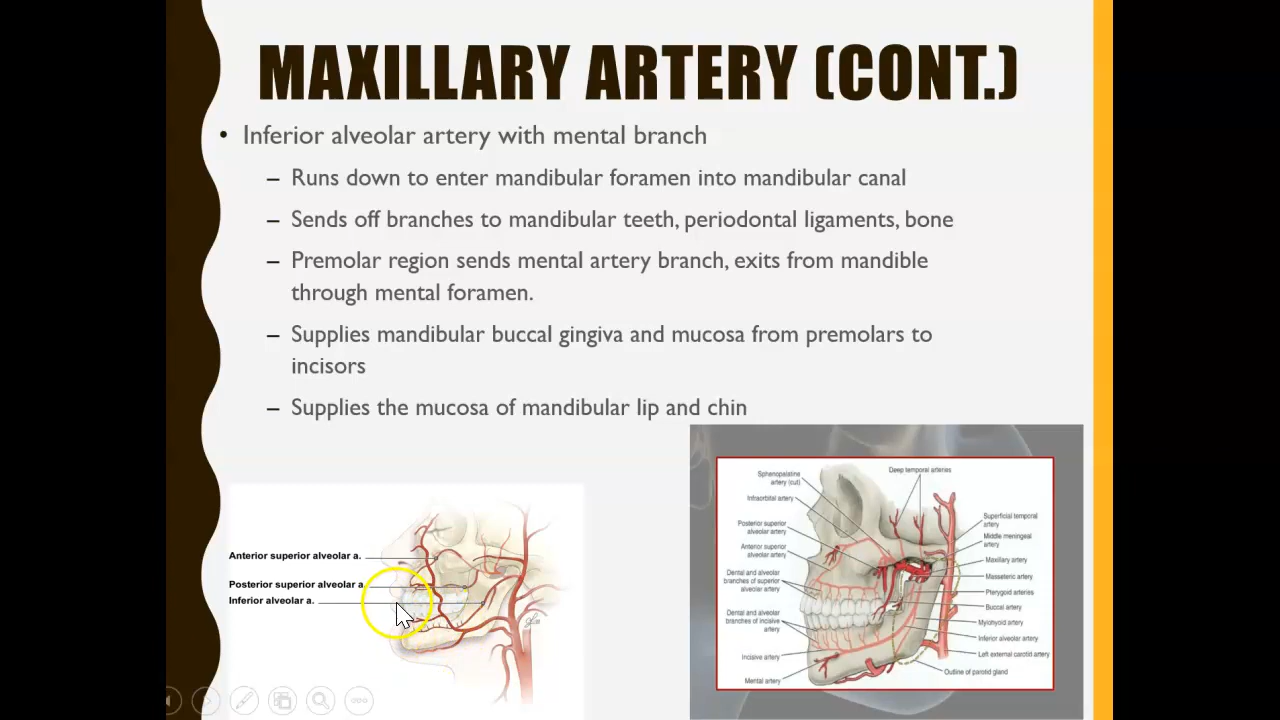 MAXILLARY ARTERY (CONT.)
• Inferior alveolar artery with mental branch
– Runs down to enter mandibular foramen into mandibular canal
– Sends off branches to mandibular teeth, periodontal ligaments, bone
– Premolar region sends mental artery branch, exits from mandible
through mental foramen.
– Supplies mandibular buccal gingiva and mucosa from premolars to
incisors
– Supplies the mucosa of mandibular lip and chin
Anterior superior alveolar a.
Posterior superior alveolar a
Inferior alveolar a.
Sphenopalatine
artery (cut)
Infraorbital artery
Posterior superior
alveolar artery
Anterior superior
alveolar artery
Dental and alveolar
branches of superior
alveolar artery
Dental and alveolar
branches of incisive
artery
Incisive artery
Mental artery
Deep temporal arteries
Superficial temporal
artery
Middle meningeal
artery
Maxillary artery
Masseteric artery
Pterygoid arteries
Buccal artery
Mylohyoid artery
Inferior alveolar artery
Left external carotid artery
Outline of parotid gland